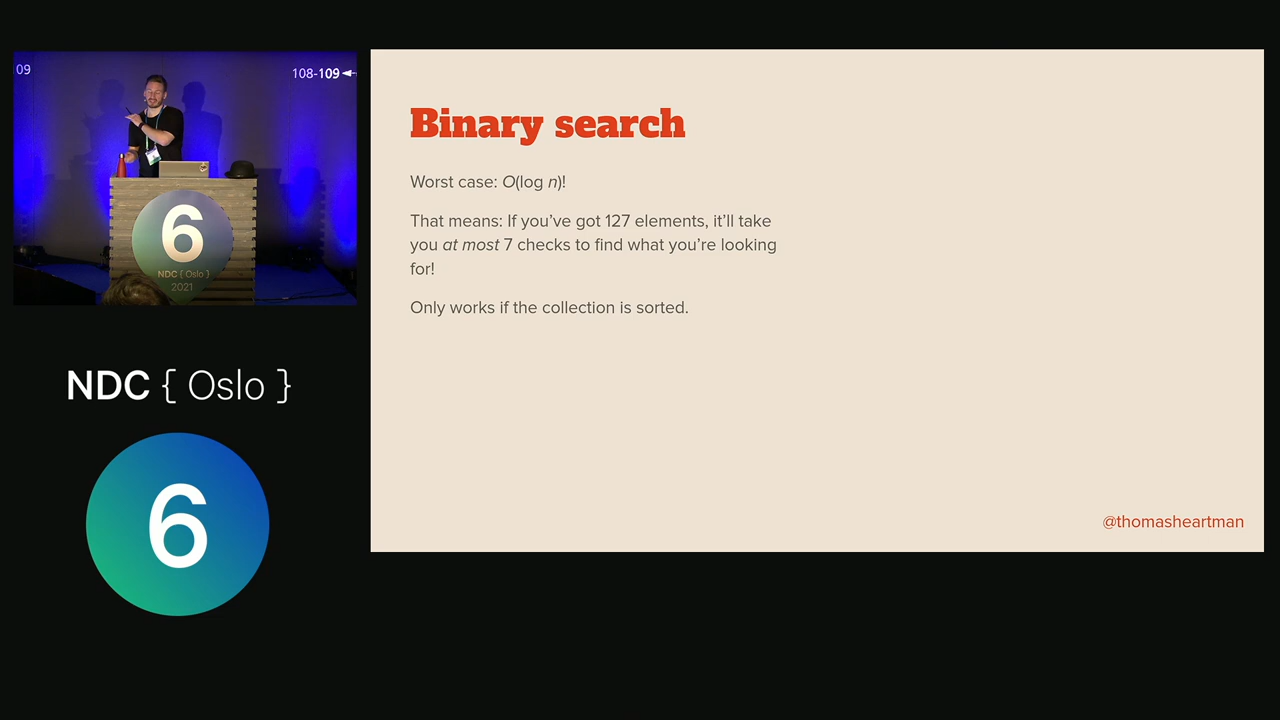 09
108-109
6
NDC { Oslo }
2021
NDC { Oslo }
6
Binary search
Worst case: O(log n)!
That means: If you’ve got 127 elements, it’ll take
you at most 7 checks to find what you’re looking
for!
Only works if the collection is sorted.
@thomasheartman